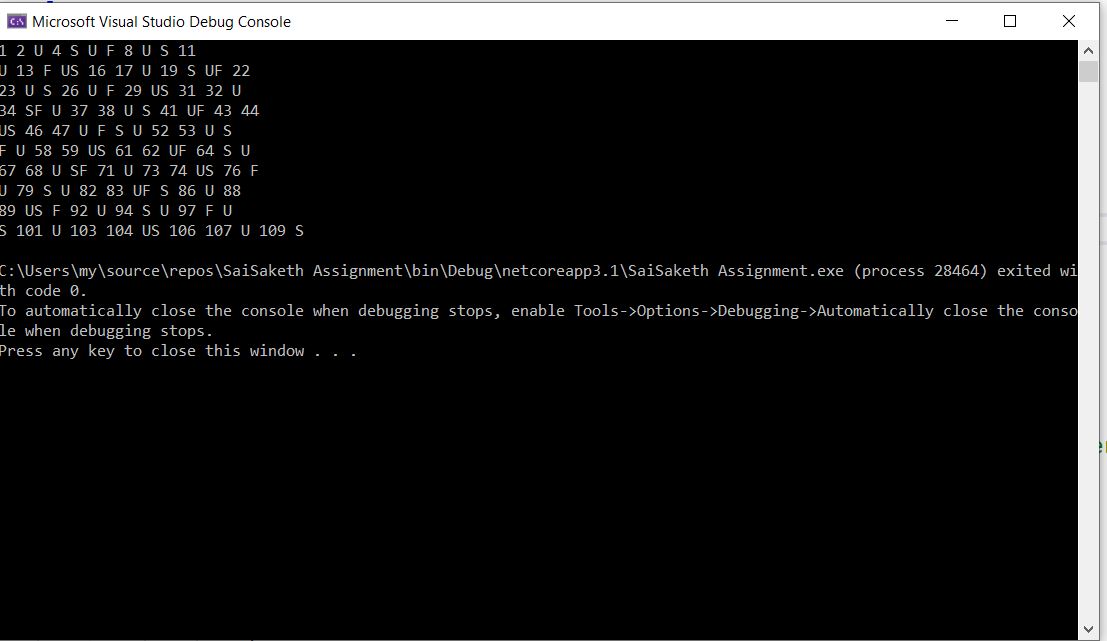 Microsoft Visual Studio Debug Console
1 2 U 4 S U F 8 U S 11
U 13 F US 16 17 U 19 S UF 22
23 U S 26 U F 29 US 31 32 U
34 SF U 37 38 U S 41 UF 43 44
US 46 47 U F S U 52 53 U S
F U 58 59 US 61 62 UF 64 S U
67 68 U SF 71 U 73 74 US 76 F
U 79 S U 82 83 UF S 86 U 88
89 US F 92 U 94 S U 97 F U
S 101 U 103 104 US 106 107 U 109 S
C:\Users\my\source\repos\SaiSaketh Assignment\bin\Debug\netcoreapp3.1\SaiSaketh Assignment.exe (process 28464) exited wi
th code 0.
To automatically close the console when debugging stops, enable Tools->Options->Debugging->Automatically close the conso
le when debugging stops.
Press any key to close this window . . .